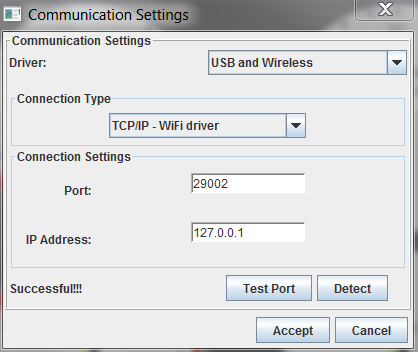 Communication Settings
Communication Settings
Driver: USB and Wireless
Connection Type
TCP/IP - WiFi driver
Connection Settings
Port: 29002
IP Address: 127.0.0.1
Successful!!! Test Port Detect
Accept Cancel